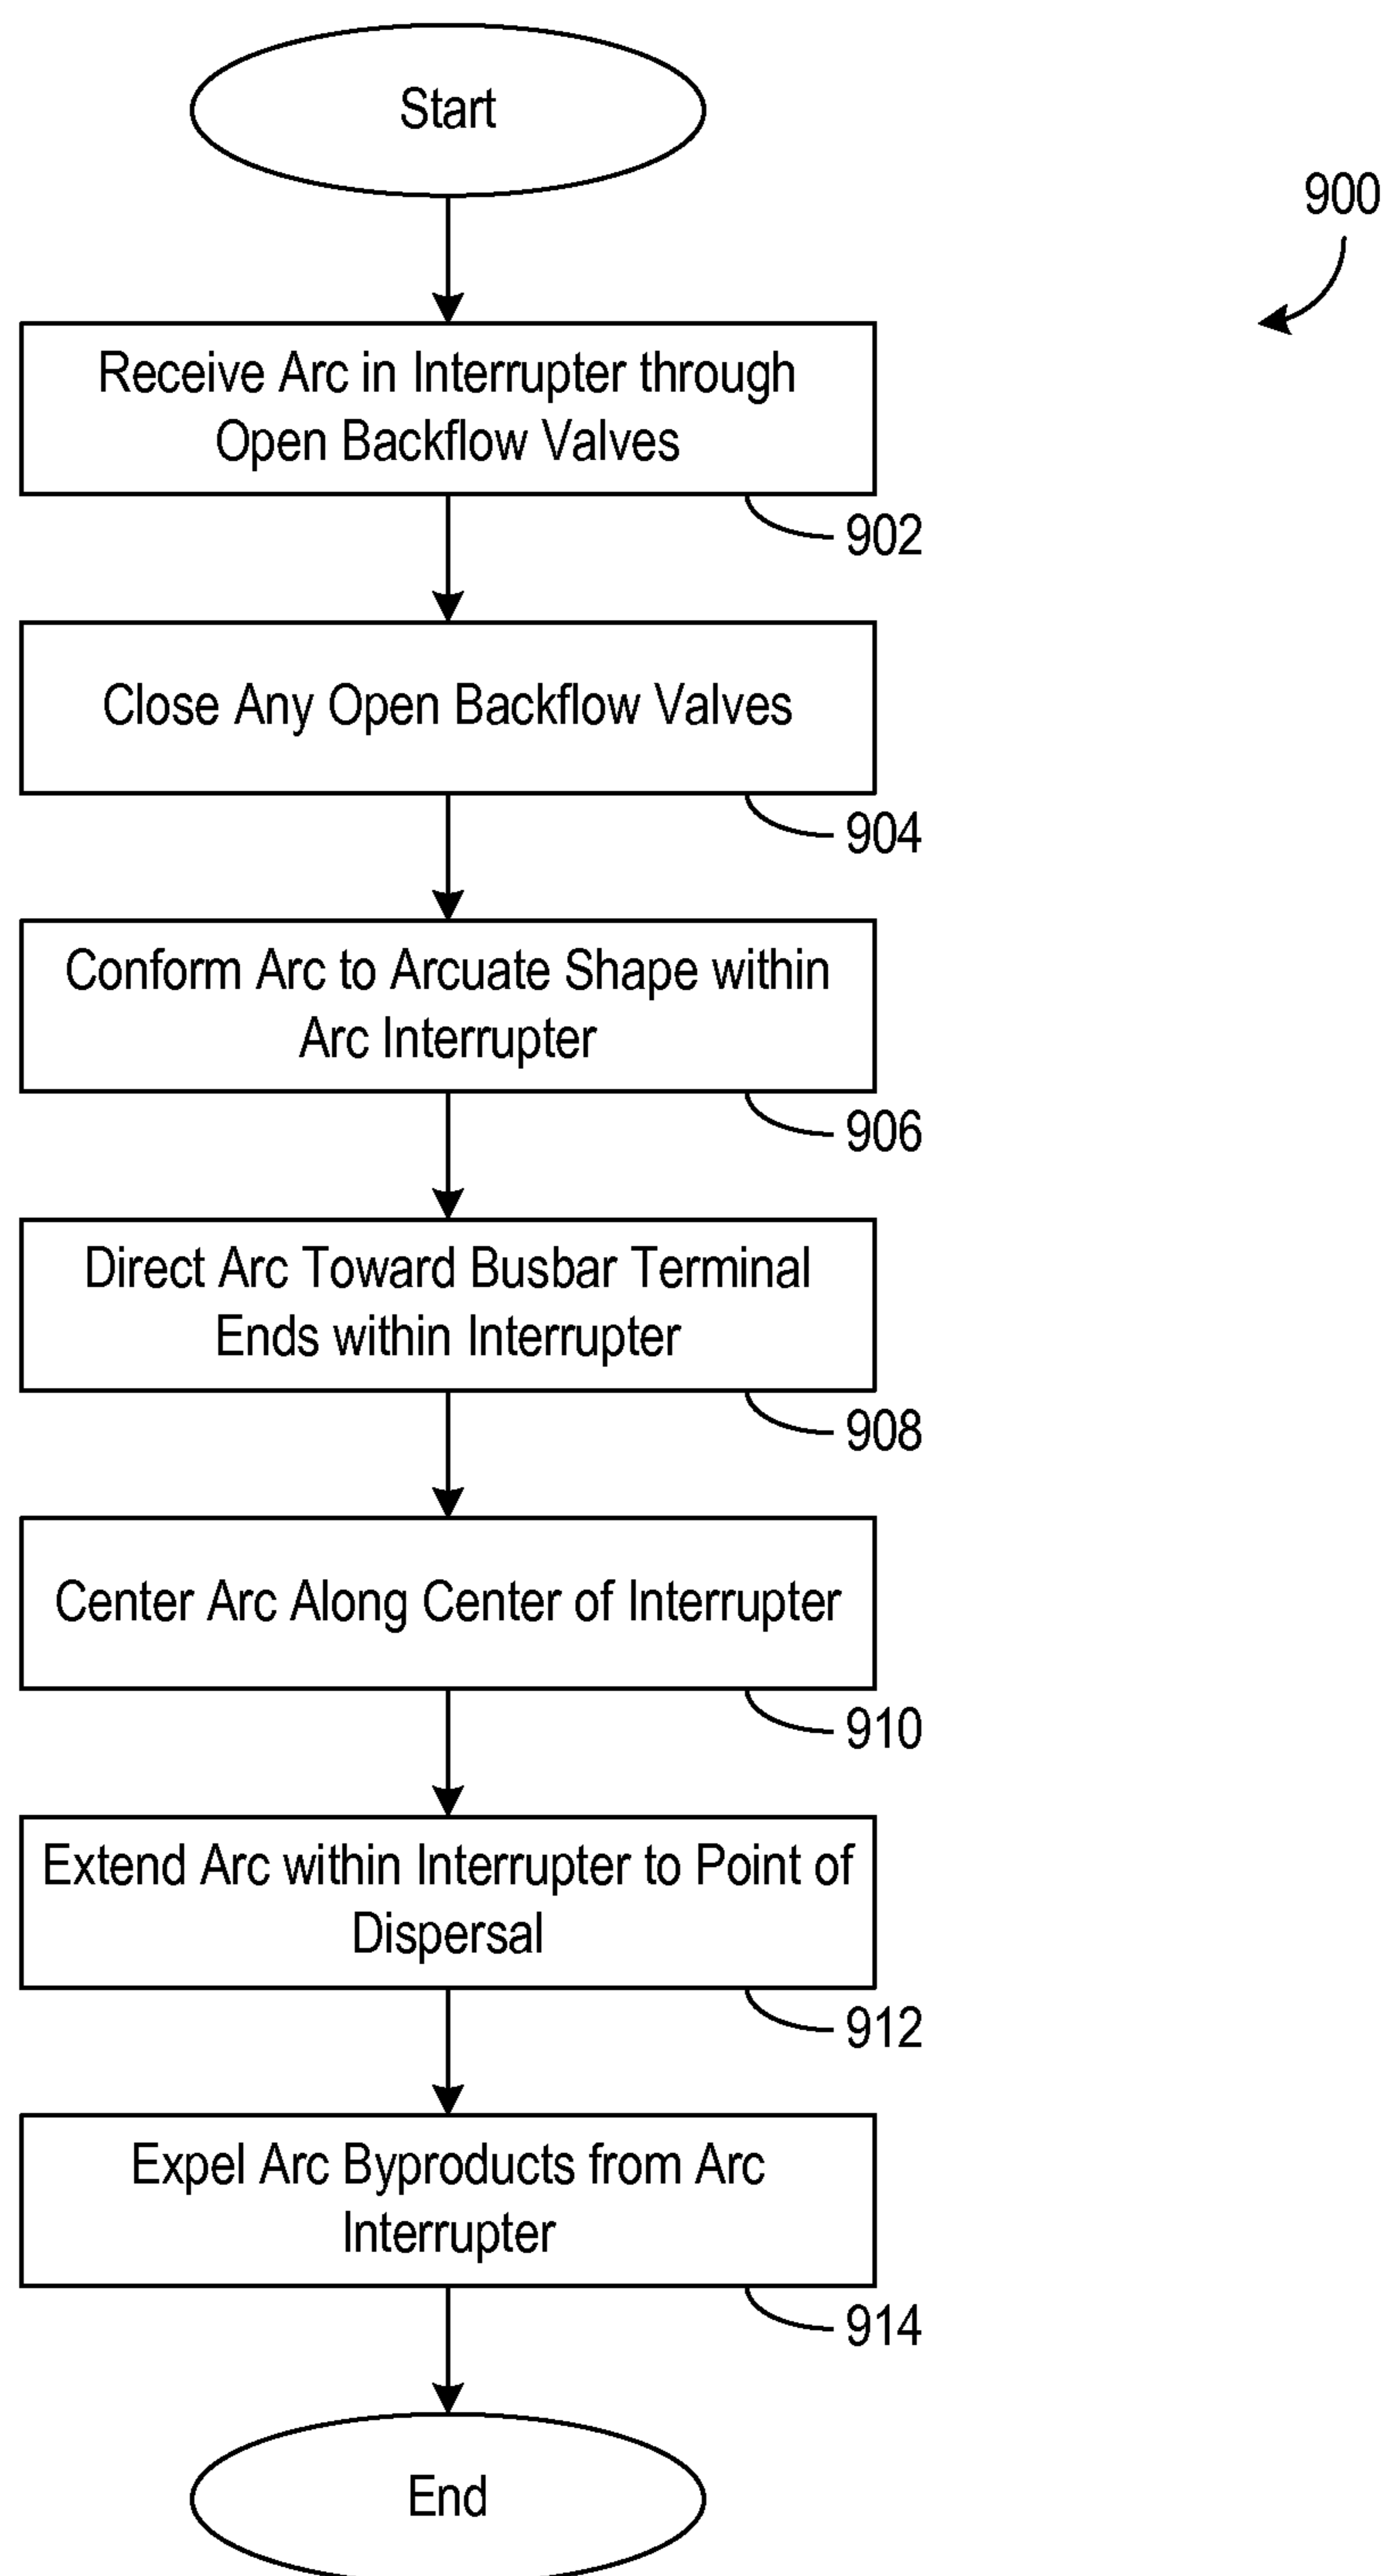 Start
900
Receive Arc in Interrupter through
Open Backflow Valves
902
Close Any Open Backflow Valves
904
Conform Arc to Arcuate Shape within
Arc Interrupter
906
Direct Arc Toward Busbar Terminal
Ends within Interrupter
908
Center Arc Along Center of Interrupter
910
Extend Arc within Interrupter to Point of
Dispersal
912
Expel Arc Byproducts from Arc
Interrupter
914
End